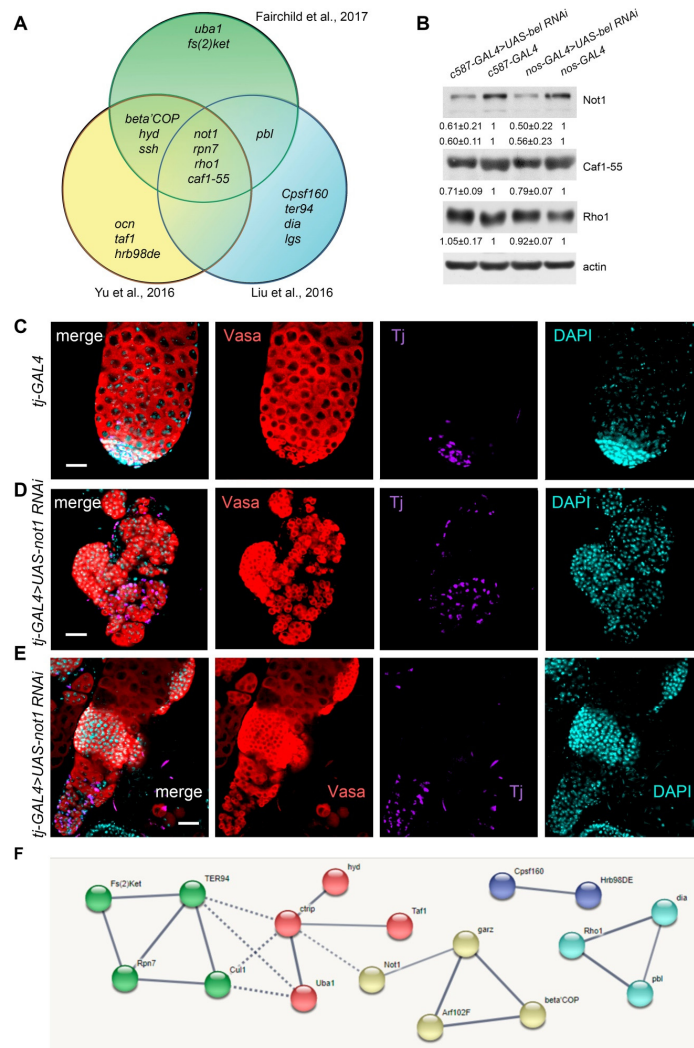 A
Fairchild et al., 2017
uba1
fs(2)ket
beta'COP
hyd
ssh
not1
rpn7
rho1
caf1-55
pbl
ocn
taf1
hrb98de
Cpsf160
ter94
dia
lgs
Yu et al., 2016
Liu et al., 2016
B
c587-GAL4>UAS-bel RNAi
c587-GAL4
nos-GAL4>UAS-bel RNAi
nos-GAL4
Not1
0.61±0.21 1 0.50±0.22 1
0.60±0.11 1 0.56±0.23 1
Caf1-55
0.71±0.09 1 0.79±0.07 1
Rho1
1.05±0.17 1 0.92±0.07 1
actin
C
tj-GAL4
merge
Vasa
Tj
DAPI
D
tj-GAL4>UAS-not1 RNAi
merge
Vasa
Tj
DAPI
E
tj-GAL4>UAS-not1 RNAi
merge
Vasa
Tj
DAPI
F
Fs(2)Ket
TER94
hyd
ctrip
Taf1
Rpn7
Cul1
Uba1
Not1
garz
Arf102F
beta'COP
Cpsf160
Hrb98DE
dia
Rho1
pbl